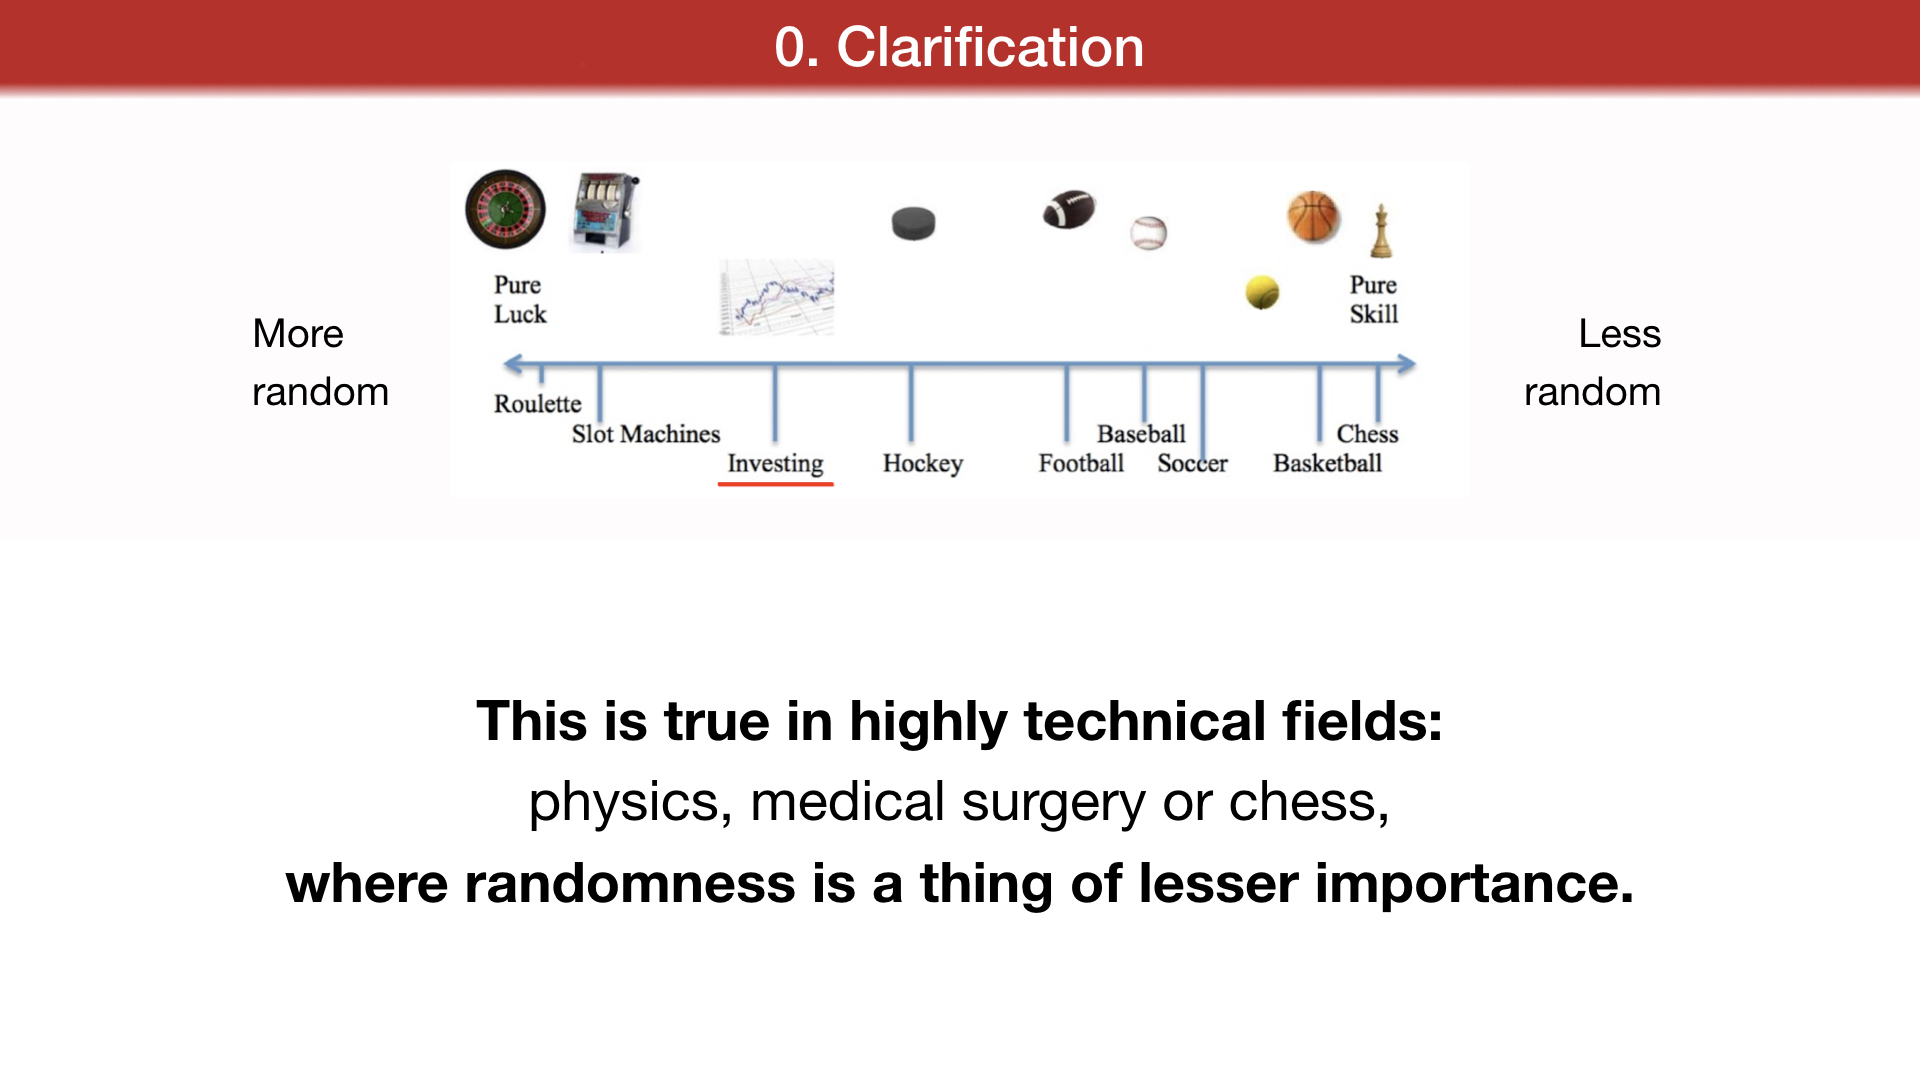 0. Clarification
Pure
Luck
Pure
Skill
More
random
Less
random
Roulette
Slot Machines
Baseball
Chess
Investing
Hockey
Football
Soccer
Basketball
This is true in highly technical fields:
physics, medical surgery or chess,
where randomness is a thing of lesser importance.